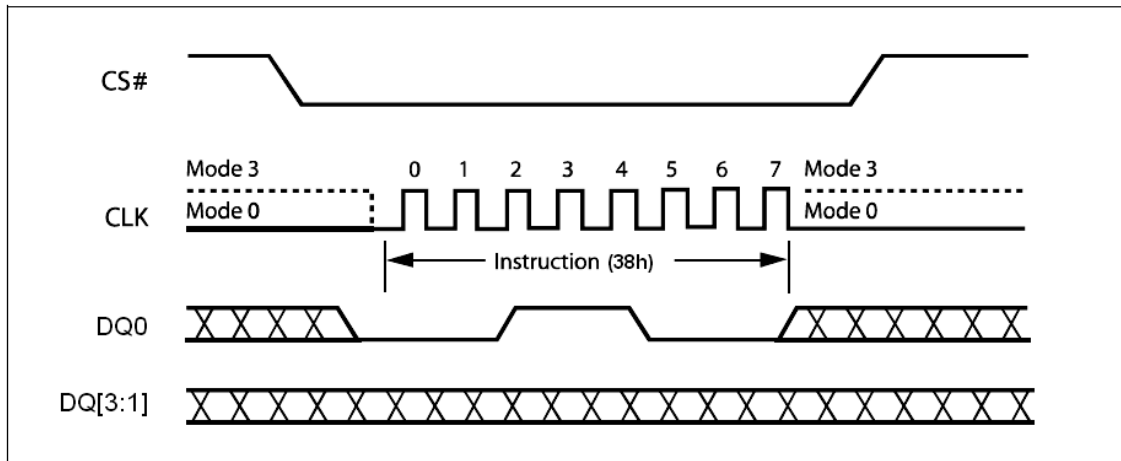 CS#
Mode 3 0 1 2 3 4 5 6 7 Mode 3
CLK Mode 0 Mode 0
Instruction (38h)
DQ0
DQ[3:1]